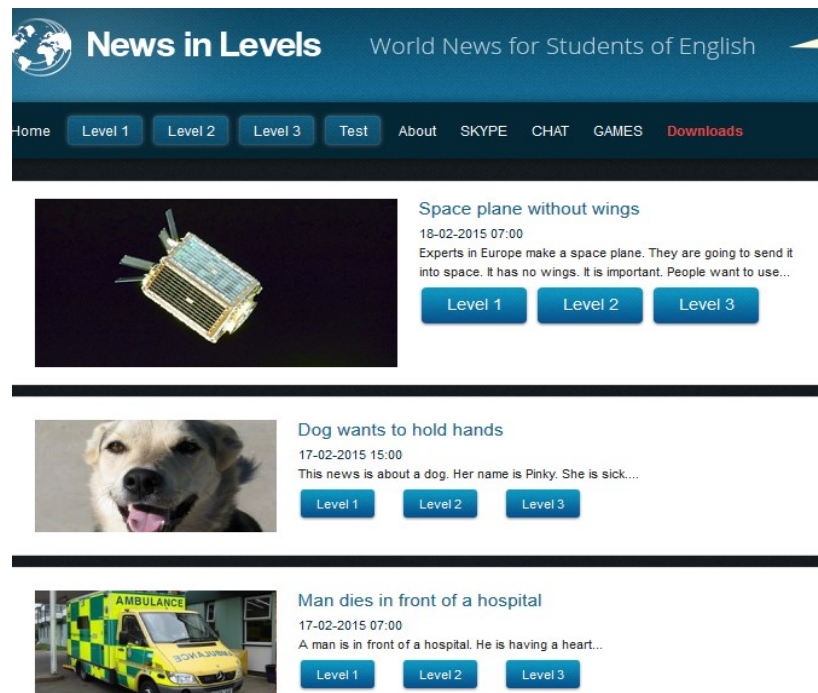 News in Levels World News for Students of English
Home Level 1 Level 2 Level 3 Test About SKYPE CHAT GAMES Downloads
Space plane without wings
18-02-2015 07:00
Experts in Europe make a space plane. They are going to send it
into space. It has no wings. It is important. People want to use...
Level 1 Level 2 Level 3
Dog wants to hold hands
17-02-2015 15:00
This news is about a dog. Her name is Pinky. She is sick....
Level 1 Level 2 Level 3
AMBULANCE
Man dies in front of a hospital
17-02-2015 07:00
A man is in front of a hospital. He is having a heart...
AMBULANCE
Level 1 Level 2 Level 3